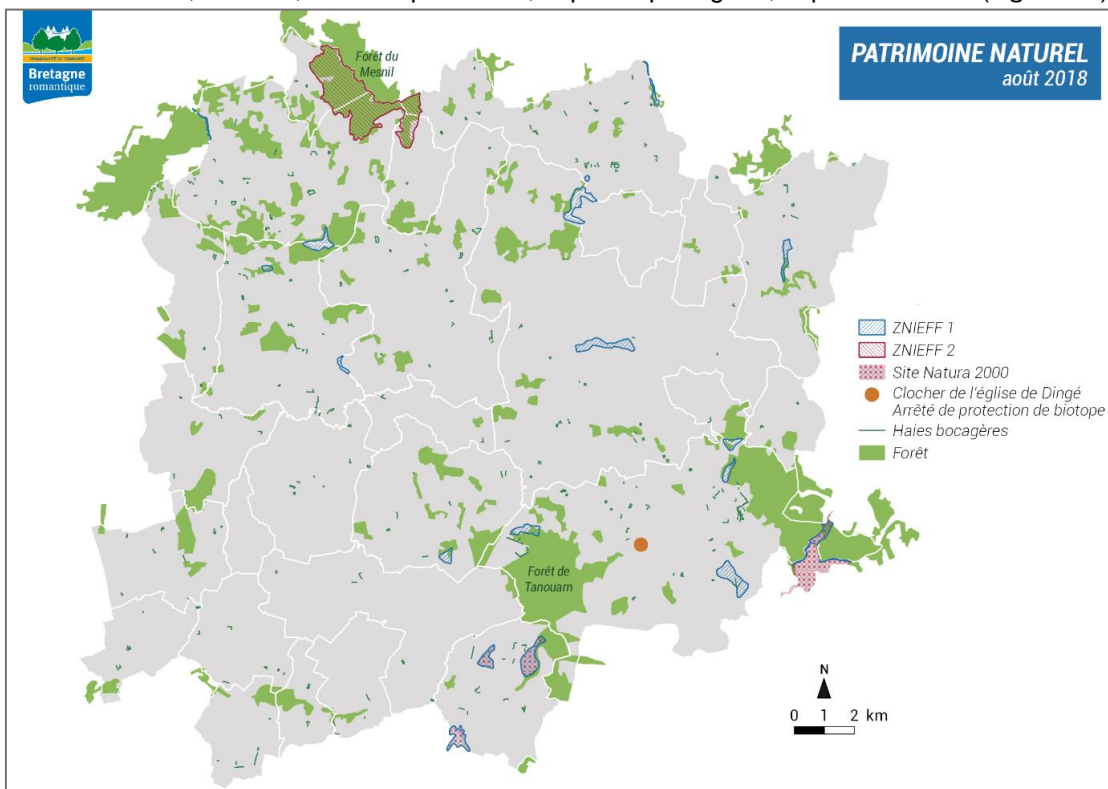 PATRIMOINE NATUREL
août 2018
Bretagne
romantique
Forêt du
Mesnil
ZNIEFF 1
ZNIEFF 2
Site Natura 2000
Clocher de l'église de Dingé
Arrêté de protection de biotope
Haies bocagères
Forêt
Forêt de
Tanouarn
N
0 1 2 km